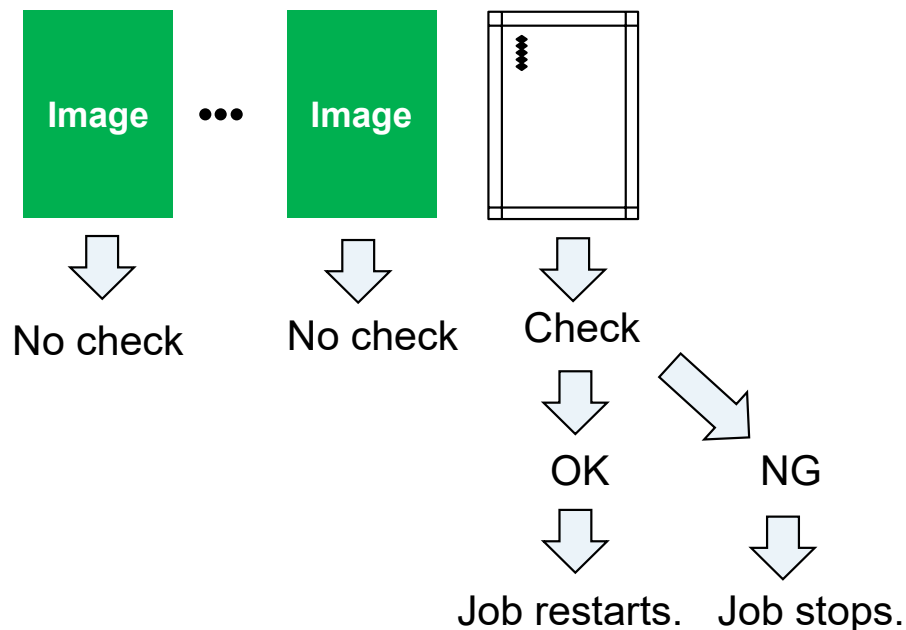 Image
•••
Image
No check
No check
Check
OK
NG
Job restarts.
Job stops.